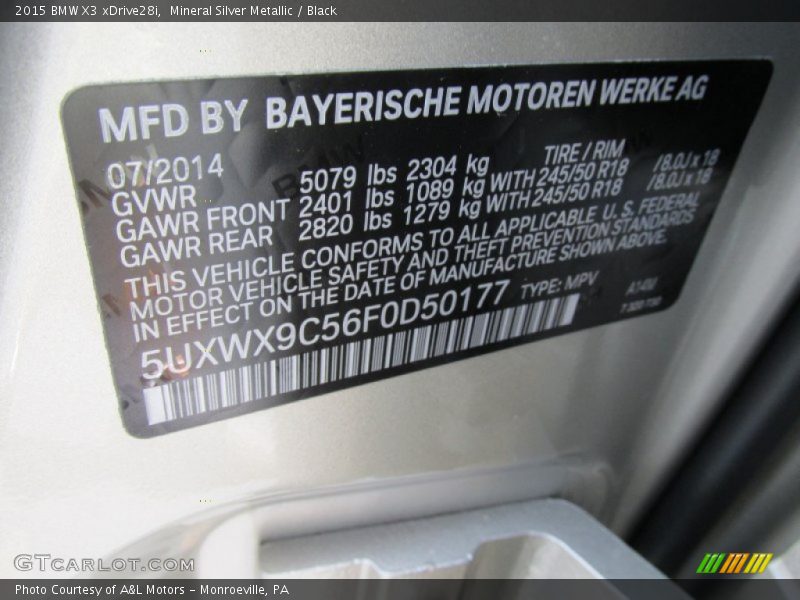 2015 BMW X3 xDrive28i, Mineral Silver Metallic / Black
MFD BY BAYERISCHE MOTOREN WERKE AG
07/2014 TIRE / RIM
GVWR 5079 lbs 2304 kg
GAWR FRONT 2401 lbs 1089 kg WITH 245/50 R18 /8.0J x 18
GAWR REAR 2820 lbs 1279 kg WITH 245/50 R18 /8.0J x 18
THIS VEHICLE CONFORMS TO ALL APPLICABLE U. S. FEDERAL
MOTOR VEHICLE SAFETY AND THEFT PREVENTION STANDARDS
IN EFFECT ON THE DATE OF MANUFACTURE SHOWN ABOVE.
5UXWX9C56F0D50177 TYPE: MPV
GTCARLOT.COM
Photo Courtesy of A&L Motors - Monroeville, PA